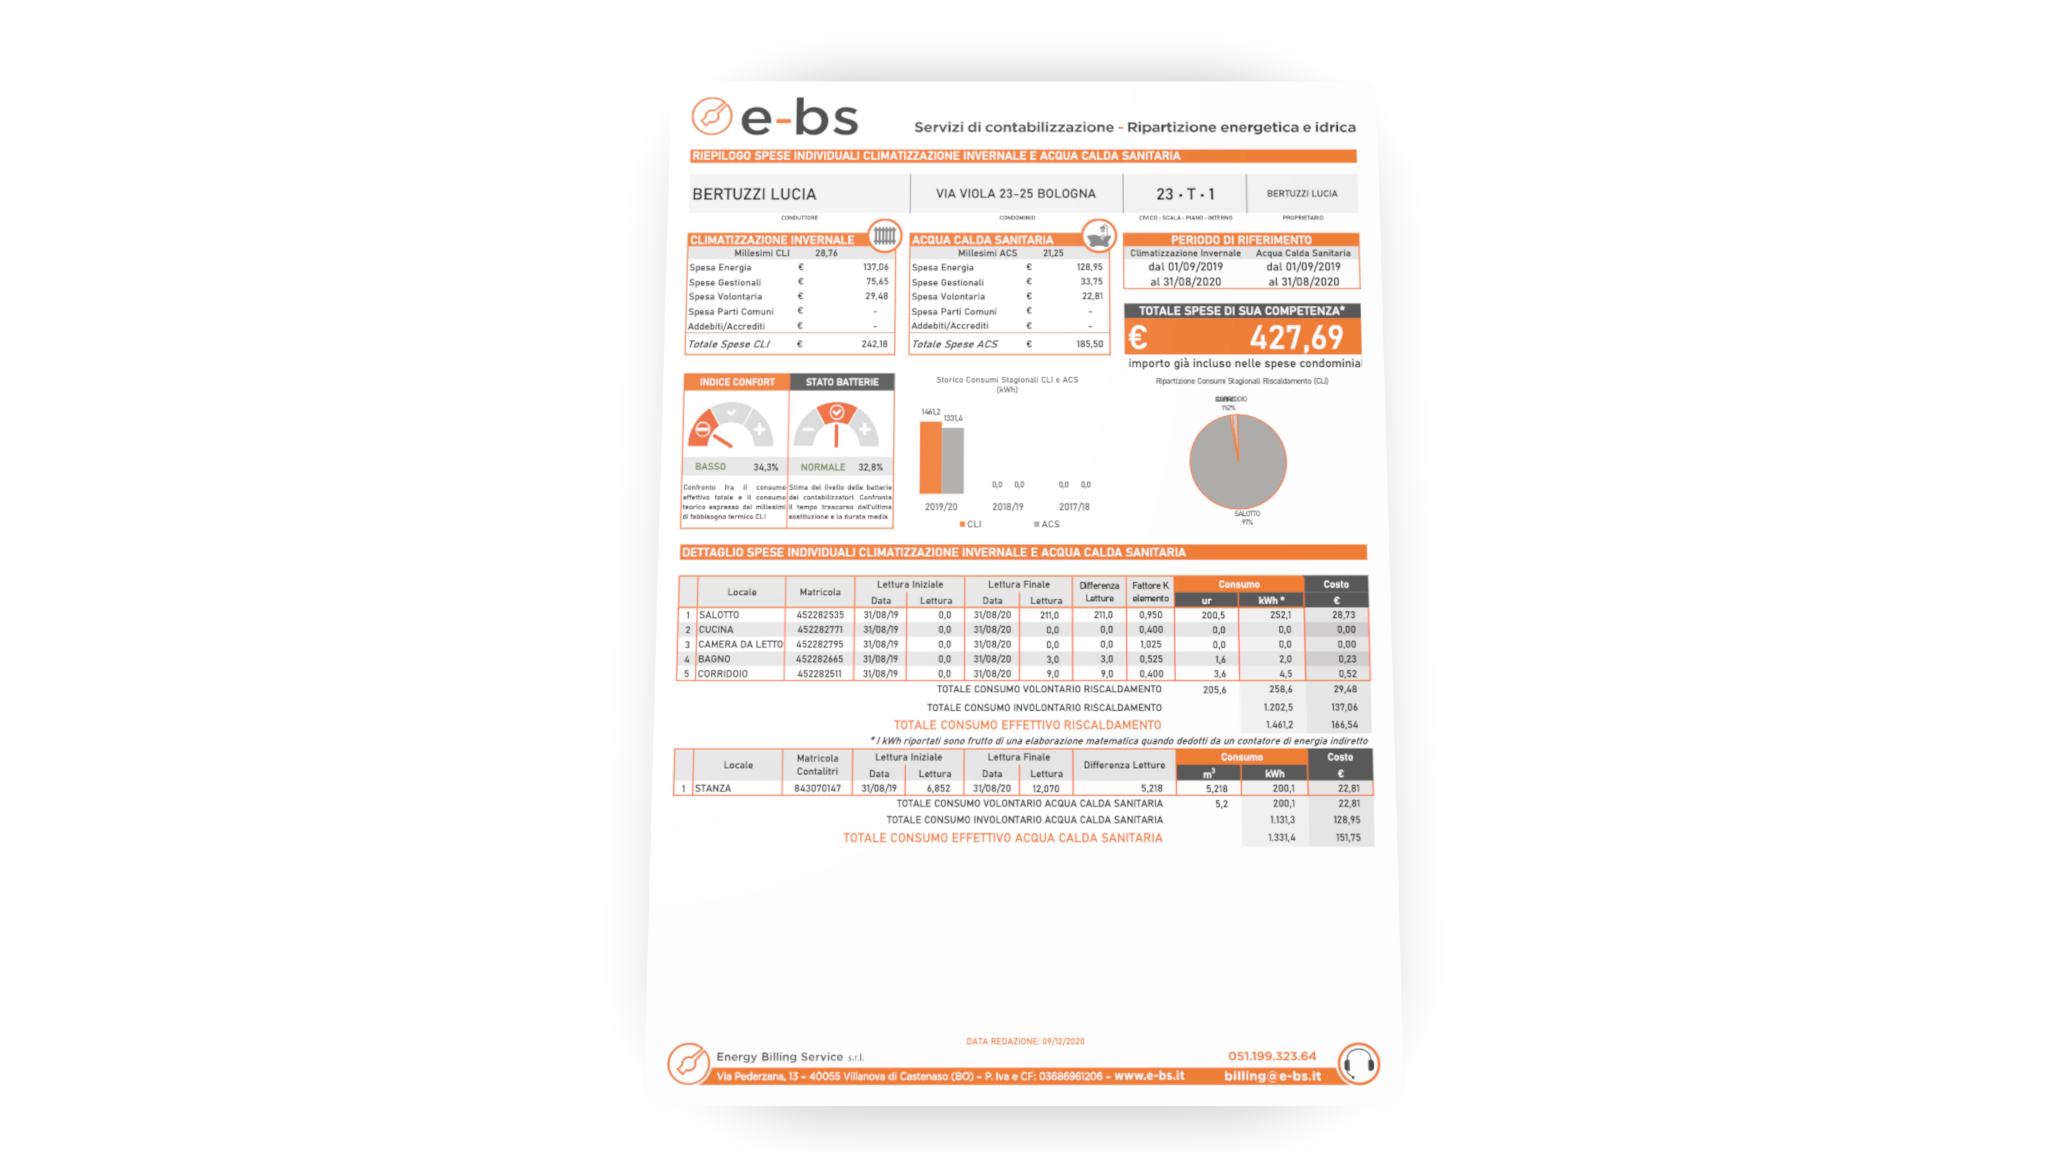 e-bs
Servizi di contabilizzazione - Ripartizione energetica e idrica
RIEPILOGO SPESE INDIVIDUALI CLIMATIZZAZIONE INVERNALE E ACQUA CALDA SANITARIA
BERTUZZI LUCIA VIA VIOLA 23-25 BOLOGNA 23 · T · 1 BERTUZZI LUCIA
CONDUTTORE CONDOMINIO CIVICO - SCALA - PIANO - INTERNO PROPRIETARIO
CLIMATIZZAZIONE INVERNALE
Millesimi CLI 28,76
Spesa Energia € 137,06
Spese Gestionali € 75,65
Spesa Volontaria € 29,48
Spesa Parti Comuni € -
Addebiti/Accrediti € -
Totale Spese CLI € 242,18
ACQUA CALDA SANITARIA
Millesimi ACS 21,25
Spesa Energia € 128,95
Spese Gestionali € 33,75
Spesa Volontaria € 22,81
Spesa Parti Comuni € -
Addebiti/Accrediti € -
Totale Spese ACS € 185,50
PERIODO DI RIFERIMENTO
Climatizzazione Invernale Acqua Calda Sanitaria
dal 01/09/2019 dal 01/09/2019
al 31/08/2020 al 31/08/2020
TOTALE SPESE DI SUA COMPETENZA*
€ 427,69
importo già incluso nelle spese condominial
INDICE CONFORT STATO BATTERIE
BASSO 34,3% NORMALE 32,8%
Confronto fra il consumo
effettivo totale e il consumo
teorico espresso dai millesimi
di fabbisogno termico CLI
Stima del livello delle batterie
dei contabilizzatori. Confronta
il tempo trascorso dall'ultima
sostituzione e la durata media.
Storico Consumi Stagionali CLI e ACS
(kWh)
1461,2 1331,4
0,0 0,0 0,0 0,0
2019/20 2018/19 2017/18
CLI ACS
Ripartizione Consumi Stagionali Riscaldamento (CLI)
SALOTTO
97%
DETTAGLIO SPESE INDIVIDUALI CLIMATIZZAZIONE INVERNALE E ACQUA CALDA SANITARIA
Locale Matricola Lettura Iniziale Lettura Finale Differenza Letture Fattore K elemento Consumo Costo
Data Lettura Data Lettura ur kWh * €
1 SALOTTO 452282535 31/08/19 0,0 31/08/20 211,0 211,0 0,950 200,5 252,1 28,73
2 CUCINA 452282771 31/08/19 0,0 31/08/20 0,0 0,0 0,400 0,0 0,0 0,00
3 CAMERA DA LETTO 452282795 31/08/19 0,0 31/08/20 0,0 0,0 1,025 0,0 0,0 0,00
4 BAGNO 452282665 31/08/19 0,0 31/08/20 3,0 3,0 0,525 1,6 2,0 0,23
5 CORRIDOIO 452282511 31/08/19 0,0 31/08/20 9,0 9,0 0,400 3,6 4,5 0,52
TOTALE CONSUMO VOLONTARIO RISCALDAMENTO 205,6 258,6 29,48
TOTALE CONSUMO INVOLONTARIO RISCALDAMENTO 1.202,5 137,06
TOTALE CONSUMO EFFETTIVO RISCALDAMENTO 1.461,2 166,54
* I kWh riportati sono frutto di una elaborazione matematica quando dedotti da un contatore di energia indiretto
Locale Matricola Contalitri Lettura Iniziale Lettura Finale Differenza Letture Consumo Costo
Data Lettura Data Lettura m³ kWh €
1 STANZA 843070147 31/08/19 6,852 31/08/20 12,070 5,218 5,218 200,1 22,81
TOTALE CONSUMO VOLONTARIO ACQUA CALDA SANITARIA 5,2 200,1 22,81
TOTALE CONSUMO INVOLONTARIO ACQUA CALDA SANITARIA 1.131,3 128,95
TOTALE CONSUMO EFFETTIVO ACQUA CALDA SANITARIA 1.331,4 151,75
DATA REDAZIONE: 09/12/2020
Energy Billing Service s.r.l. 051.199.323.64
Via Pederzana, 13 - 40055 Villanova di Castenaso (BO) - P. Iva e CF: 03686961206 - www.e-bs.it billing@e-bs.it